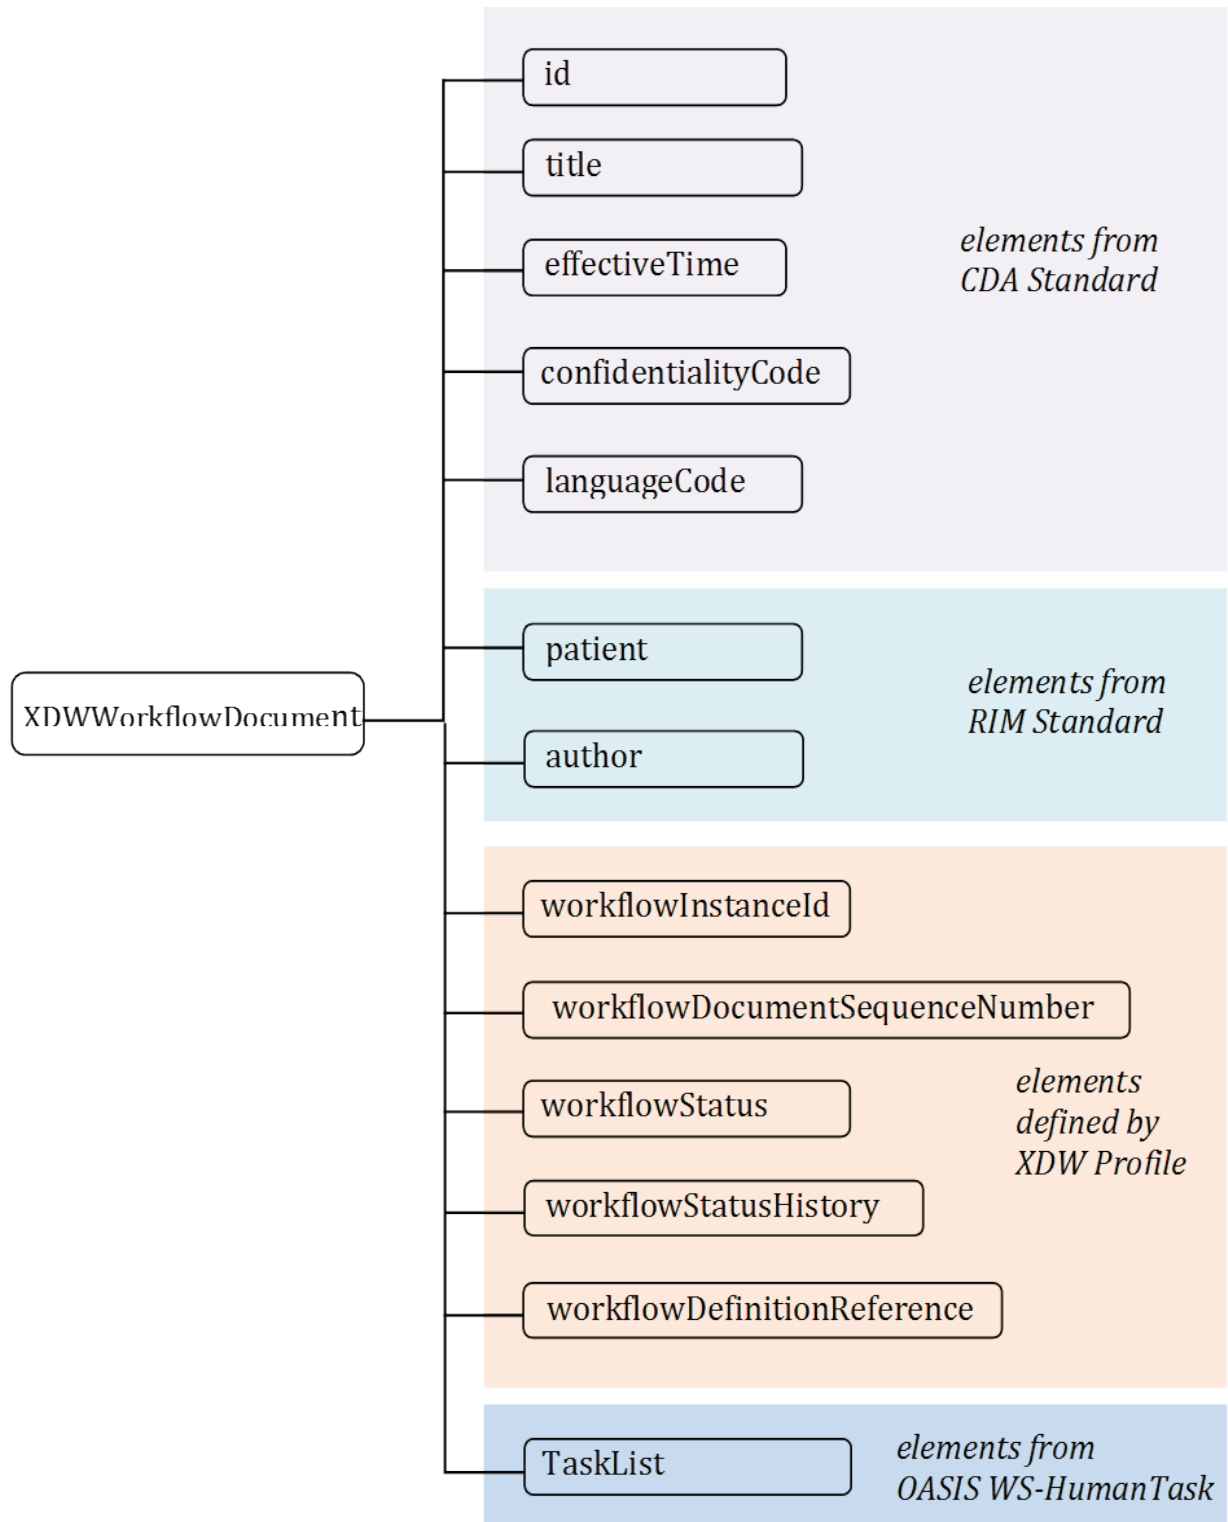 id
title
effectiveTime
elements from
CDA Standard
confidentialityCode
languageCode
patient
elements from
RIM Standard
XDWWorkflowDocument
author
workflowInstanceId
workflowDocumentSequenceNumber
workflowStatus
elements
defined by
XDW Profile
workflowStatusHistory
workflowDefinitionReference
TaskList
elements from
OASIS WS-HumanTask